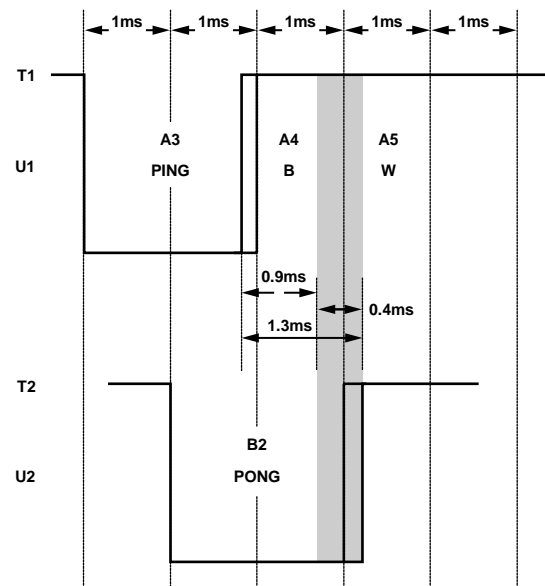 1ms 1ms 1ms 1ms 1ms
T1
A3 A4 A5
U1 PING B W
0.9ms
0.4ms
1.3ms
T2
B2
U2 PONG